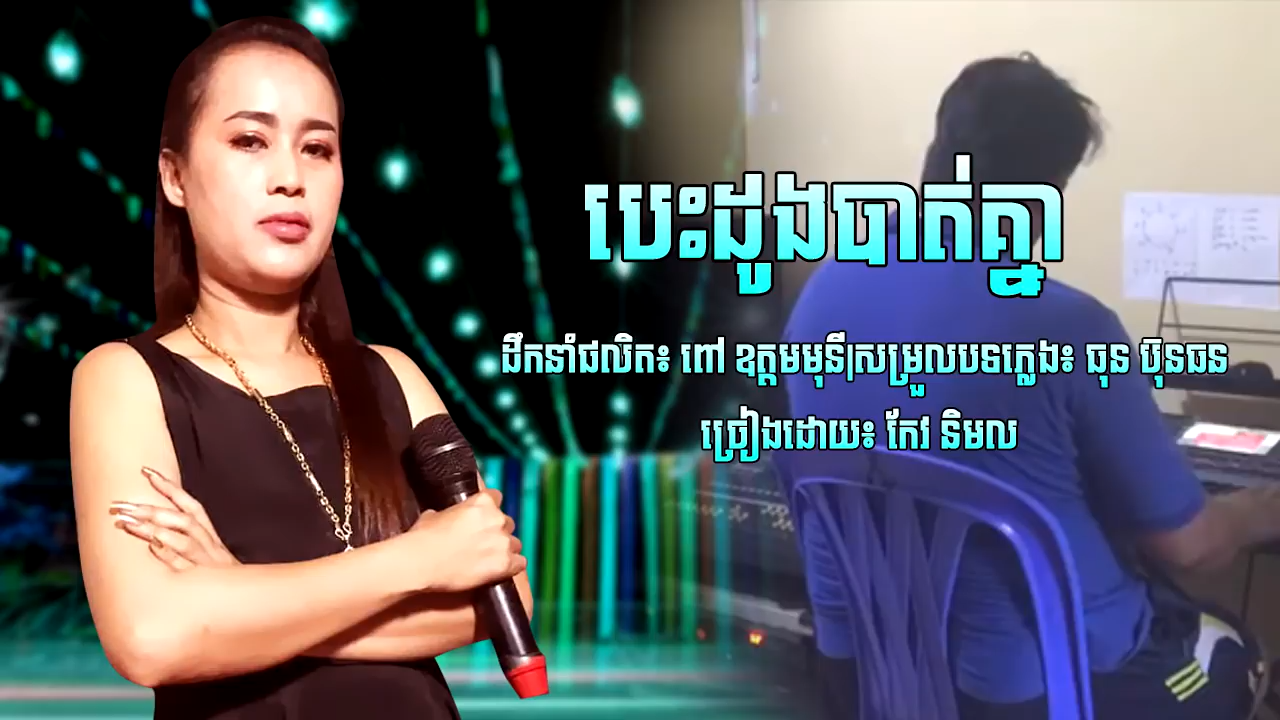 បេះដូងបាត់គ្នា
ដឹកនាំផលិត៖ ពៅ ឧត្តមមុនី|សម្រួលបទភ្លេង៖ ធុន ប៊ុនធន
ច្រៀងដោយ៖ កែវ និមល